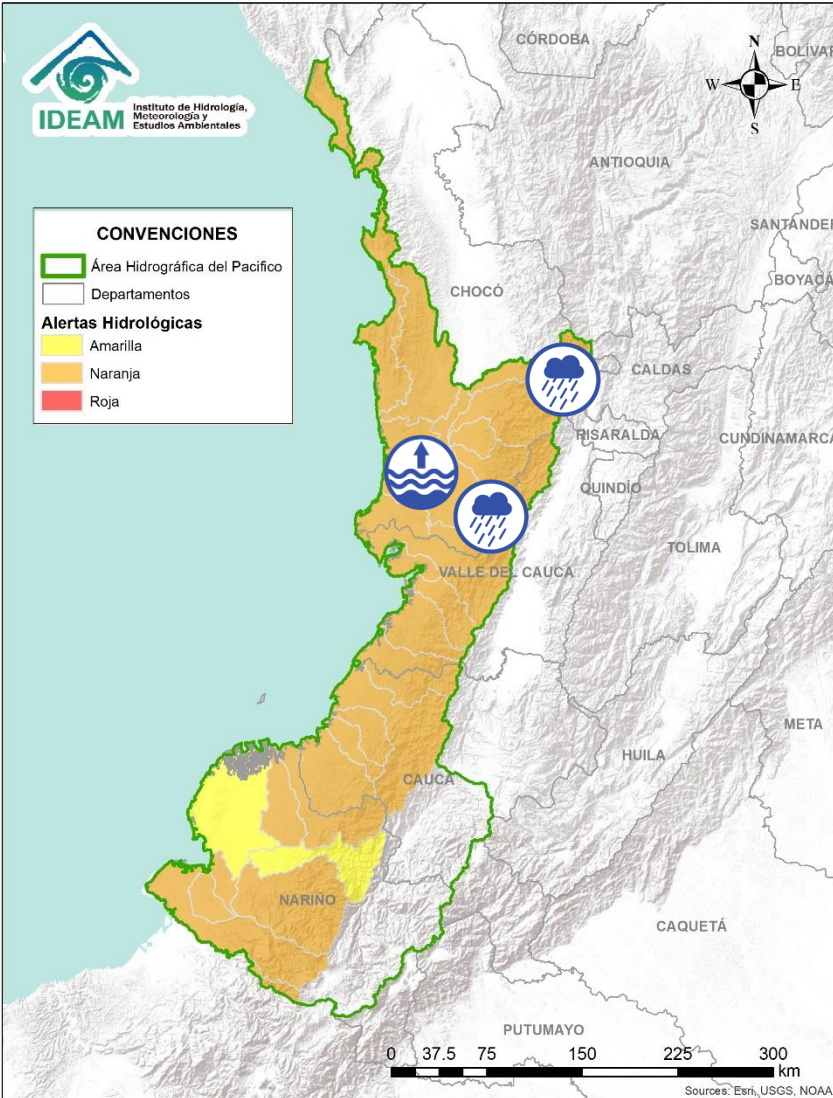 IDEAM
Instituto de Hidrología,
Meteorología y
Estudios Ambientales
N
W
E
S
CONVENCIONES
Área Hidrográfica del Pacifico
Departamentos
Alertas Hidrológicas
Amarilla
Naranja
Roja
CÓRDOBA
BOLÍVAR
ANTIOQUIA
SANTANDER
BOYACÁ
CHOCÓ
CALDAS
RISARALDA
CUNDINAMARCA
QUINDÍO
TOLIMA
VALLE DEL CAUCA
META
HUILA
CAUCA
NARIÑO
CAQUETÁ
PUTUMAYO
0 37.5 75 150 225 300
km
Sources: Esri, USGS, NOAA